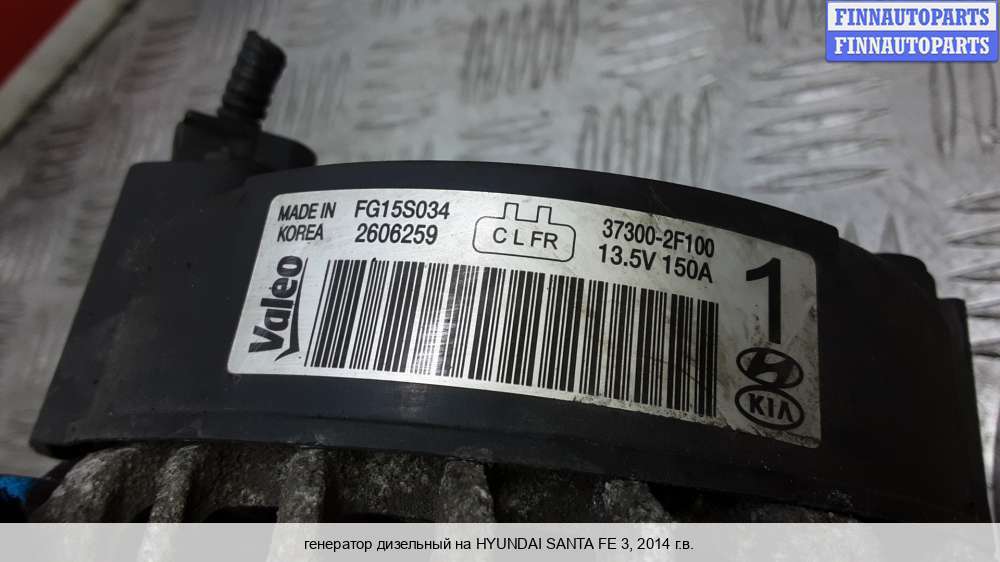 FINNAUTOPARTS
FINNAUTOPARTS
MADE IN KOREA
FG15S034
2606259
C L FR
37300-2F100
13.5V 150A
1
Valeo
KIA
генератор дизельный на HYUNDAI SANTA FE 3, 2014 г.в.